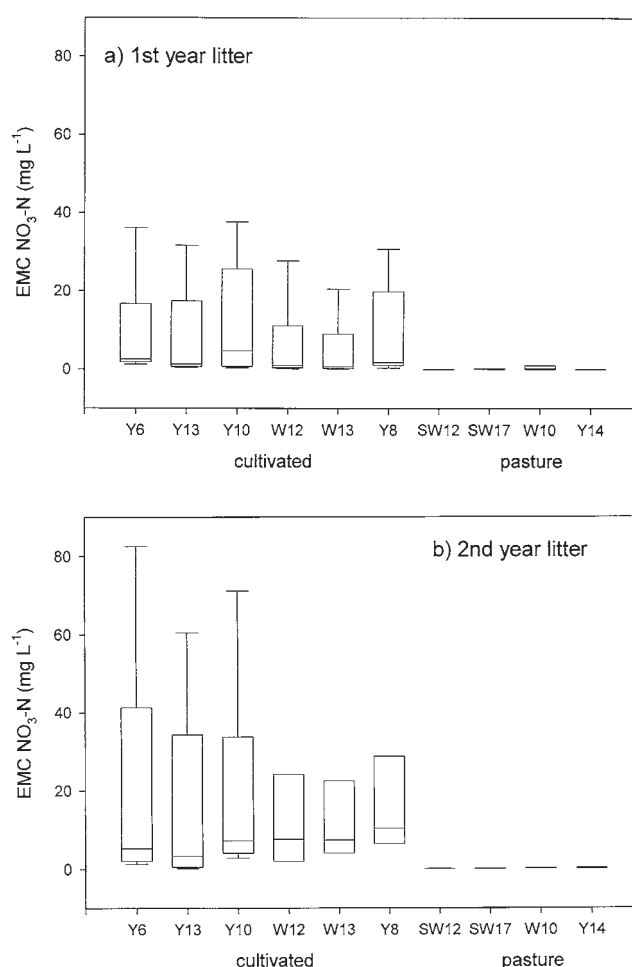 a) 1st year litter
EMC NO3-N (mg L-1)
80
60
40
20
0
Y6 Y13 Y10 W12 W13 Y8 SW12 SW17 W10 Y14
cultivated pasture
b) 2nd year litter
EMC NO3-N (mg L-1)
80
60
40
20
0
Y6 Y13 Y10 W12 W13 Y8 SW12 SW17 W10 Y14
cultivated pasture